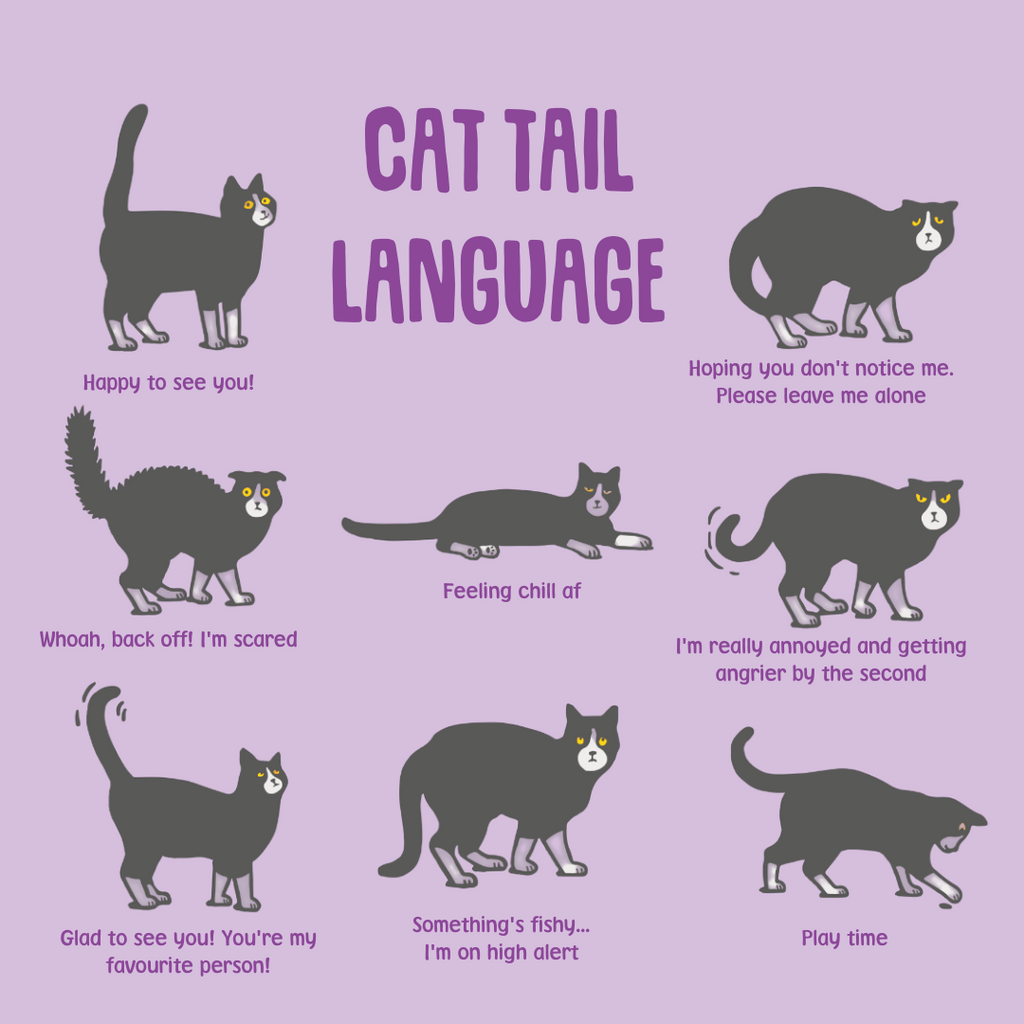 CAT TAIL
LANGUAGE
Happy to see you!
Hoping you don't notice me.
Please leave me alone
Whoah, back off! I'm scared
Feeling chill af
I'm really annoyed and getting
angrier by the second
Glad to see you! You're my
favourite person!
Something's fishy...
I'm on high alert
Play time